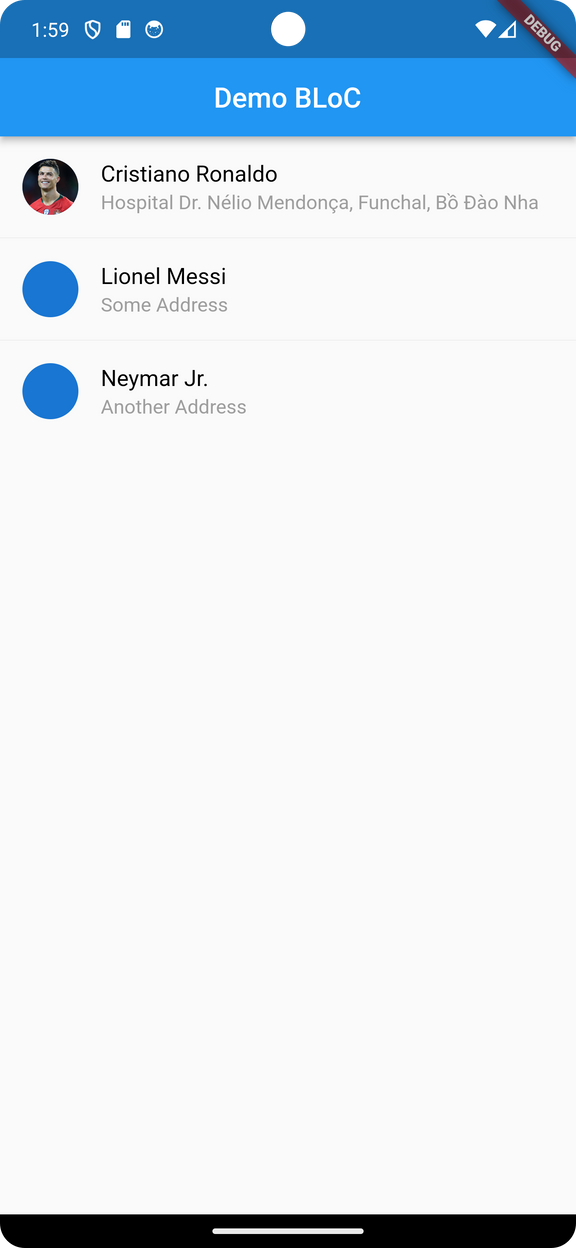 1:59
DEBUG
Demo BLoC
Cristiano Ronaldo
Hospital Dr. Nélio Mendonça, Funchal, Bồ Đào Nha
Lionel Messi
Some Address
Neymar Jr.
Another Address